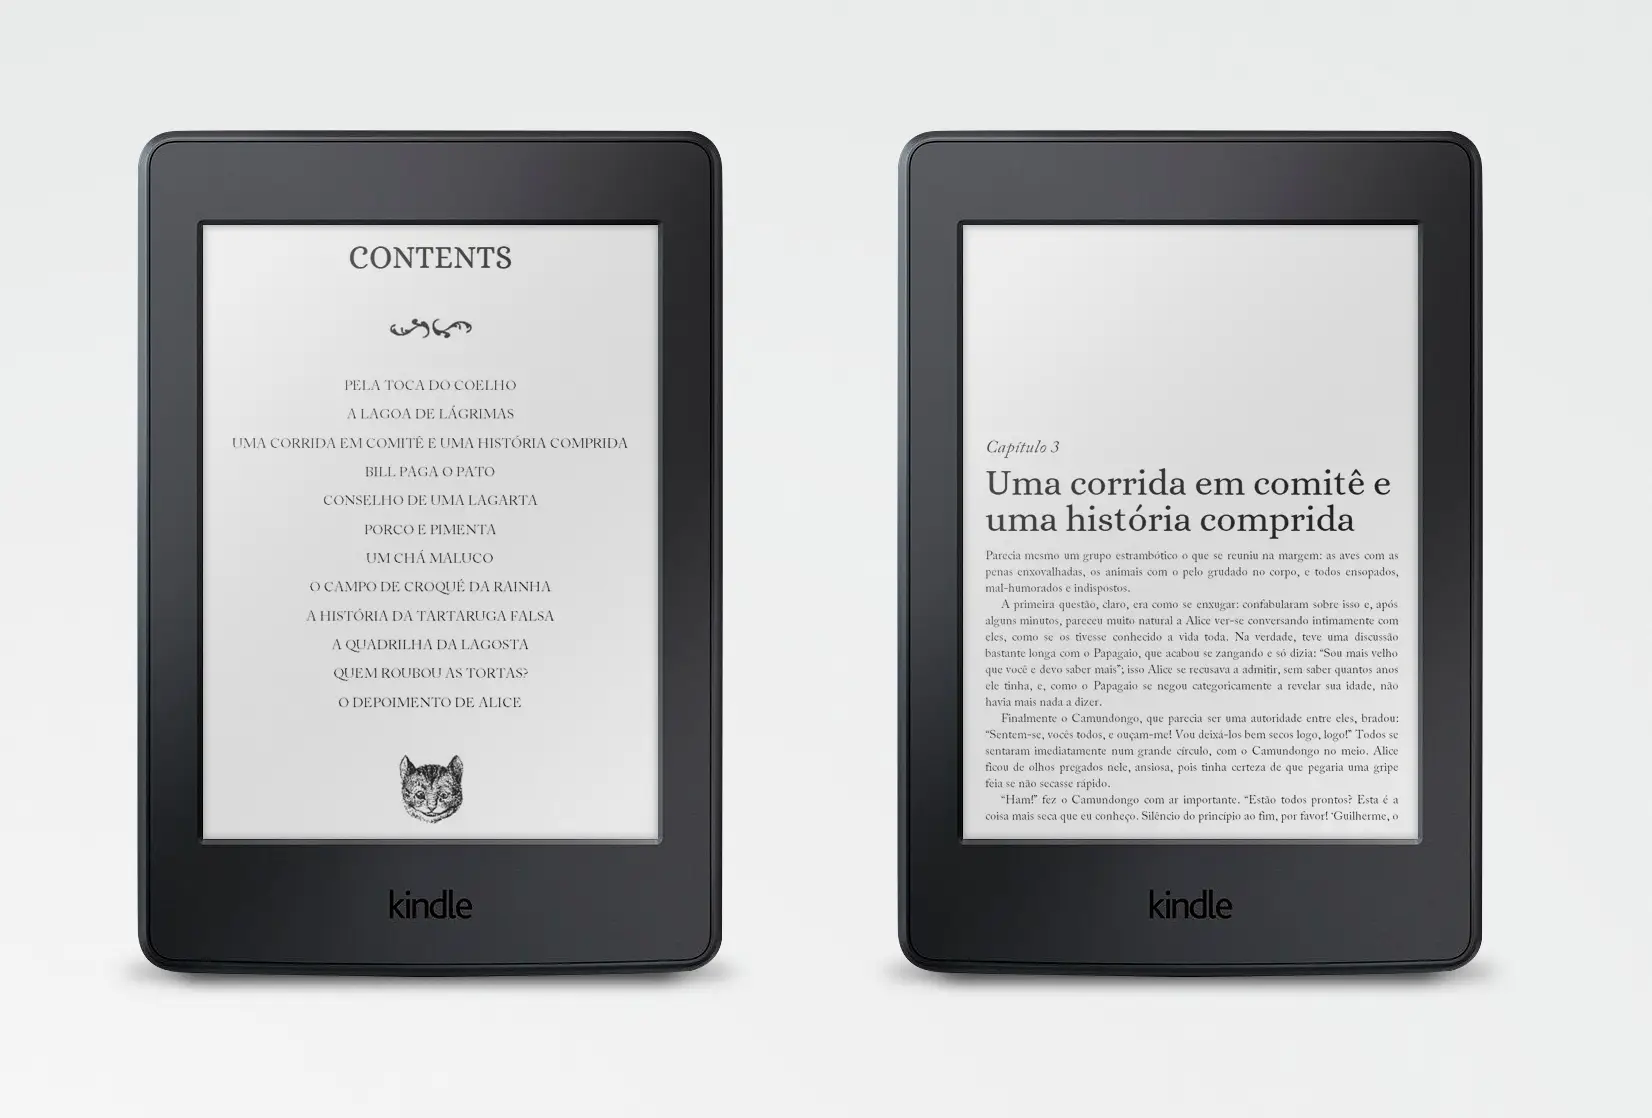 CONTENTS
PELA TOCA DO COELHO
A LAGOA DE LÁGRIMAS
UMA CORRIDA EM COMITÊ E UMA HISTÓRIA COMPRIDA
BILL PAGA O PATO
CONSELHO DE UMA LAGARTA
PORCO E PIMENTA
UM CHÁ MALUCO
O CAMPO DE CROQUÉ DA RAINHA
A HISTÓRIA DA TARTARUGA FALSA
A QUADRILHA DA LAGOSTA
QUEM ROUBOU AS TORTAS?
O DEPOIMENTO DE ALICE
kindle
Capítulo 3
Uma corrida em comitê e
uma história comprida
Parecia mesmo um grupo estrambótico o que se reuniu na margem: as aves com as
penas enxovalhadas, os animais com o pelo grudado no corpo, e todos ensopados,
mal-humorados e indispostos.
A primeira questão, claro, era como se enxugar: confabularam sobre isso e, após
alguns minutos, pareceu muito natural a Alice ver-se conversando intimamente com
eles, como se os tivesse conhecido a vida toda. Na verdade, teve uma discussão
bastante longa com o Papagaio, que acabou se zangando e só dizia: “Sou mais velho
que você e devo saber mais”; isso Alice se recusava a admitir, sem saber quantos anos
ele tinha, e, como o Papagaio se negou categoricamente a revelar sua idade, não
havia mais nada a dizer.
Finalmente o Camundongo, que parecia ser uma autoridade entre eles, bradou:
“Sentem-se, vocês todos, e ouçam-me! Vou deixá-los bem secos logo, logo!” Todos se
sentaram imediatamente num grande círculo, com o Camundongo no meio. Alice
ficou de olhos pregados nele, ansiosa, pois tinha certeza de que pegaria uma gripe
feia se não secasse rápido.
“Ham!” fez o Camundongo com ar importante. “Estão todos prontos? Esta é a
coisa mais seca que eu conheço. Silêncio do princípio ao fim, por favor! ‘Guilherme, o
kindle